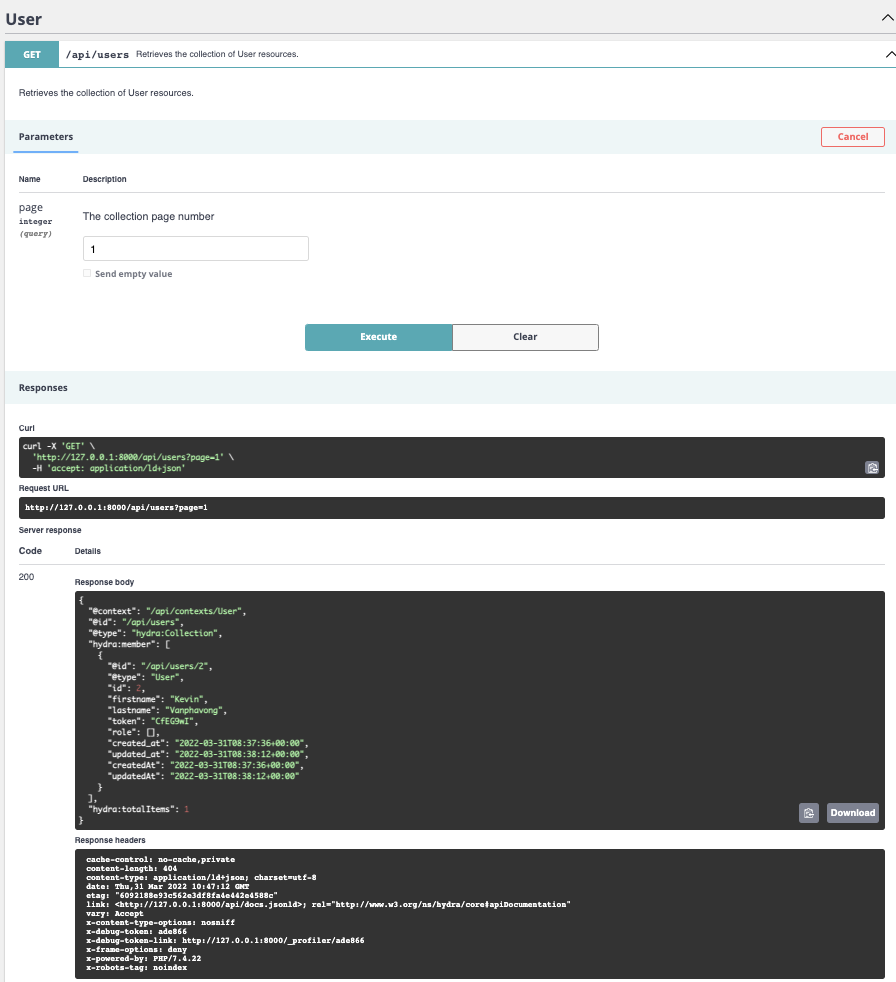 User
GET /api/users Retrieves the collection of User resources.
Retrieves the collection of User resources.
Parameters
Cancel
Name Description
page
integer
(query)
The collection page number
1
Send empty value
Execute Clear
Responses
Curl
curl -X 'GET' \
  'http://127.0.0.1:8000/api/users?page=1' \
  -H 'accept: application/ld+json'
Request URL
http://127.0.0.1:8000/api/users?page=1
Server response
Code Details
200
Response body
{
  "@context": "/api/contexts/User",
  "@id": "/api/users",
  "@type": "hydra:Collection",
  "hydra:member": [
    {
      "@id": "/api/users/2",
      "@type": "User",
      "id": 2,
      "firstname": "Kevin",
      "lastname": "Vanphavong",
      "token": "CfEG9wI",
      "role": [],
      "created_at": "2022-03-31T08:37:36+00:00",
      "updated_at": "2022-03-31T08:38:12+00:00",
      "createdAt": "2022-03-31T08:37:36+00:00",
      "updatedAt": "2022-03-31T08:38:12+00:00"
    }
  ],
  "hydra:totalItems": 1
}
Download
Response headers
cache-control: no-cache,private
content-length: 404
content-type: application/ld+json; charset=utf-8
date: Thu,31 Mar 2022 10:47:12 GMT
etag: "6092188e93c562e3df8fa4e442e4588c"
link: <http://127.0.0.1:8000/api/docs.jsonld>; rel="http://www.w3.org/ns/hydra/core#apiDocumentation"
vary: Accept
x-content-type-options: nosniff
x-debug-token: ade866
x-debug-token-link: http://127.0.0.1:8000/_profiler/ade866
x-frame-options: deny
x-powered-by: PHP/7.4.22
x-robots-tag: noindex